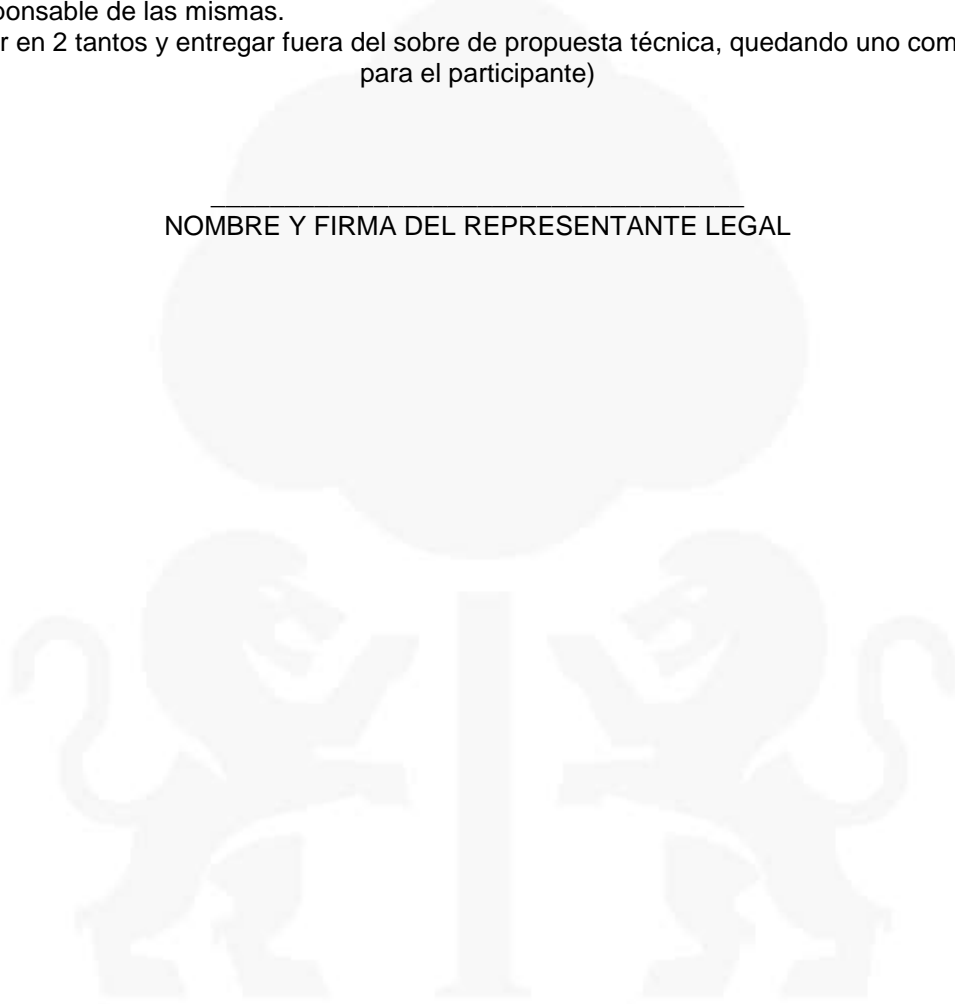 ponsable de las mismas.
r en 2 tantos y entregar fuera del sobre de propuesta técnica, quedando uno com
para el participante)
____________________________________
NOMBRE Y FIRMA DEL REPRESENTANTE LEGAL